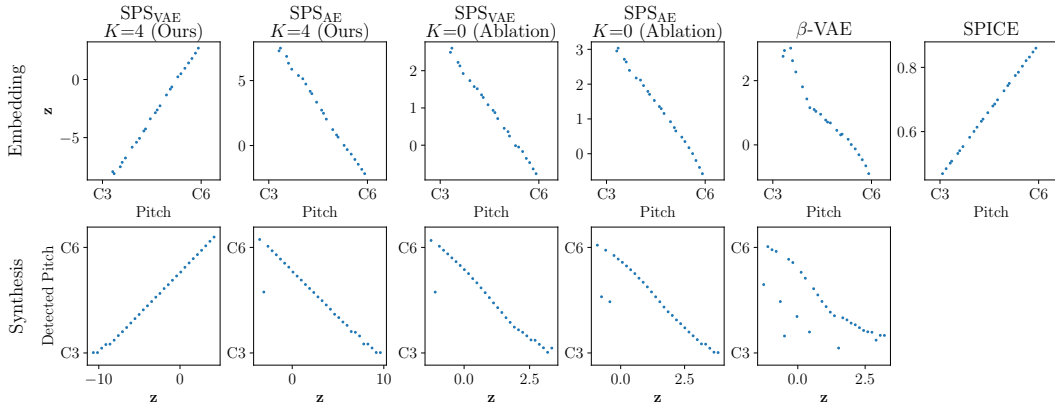 SPS_VAE
K=4 (Ours)
SPS_AE
K=4 (Ours)
SPS_VAE
K=0 (Ablation)
SPS_AE
K=0 (Ablation)
β-VAE
SPICE
Embedding
z
0
−5
C3 C6
Pitch
5
0
C3 C6
Pitch
2
1
0
C3 C6
Pitch
3
2
1
0
C3 C6
Pitch
2
0
C3 C6
Pitch
0.8
0.6
C3 C6
Pitch
Synthesis
Detected Pitch
C6
C3
−10 0
z
C6
C3
0 10
z
C6
C3
0.0 2.5
z
C6
C3
0.0 2.5
z
C6
C3
0.0 2.5
z